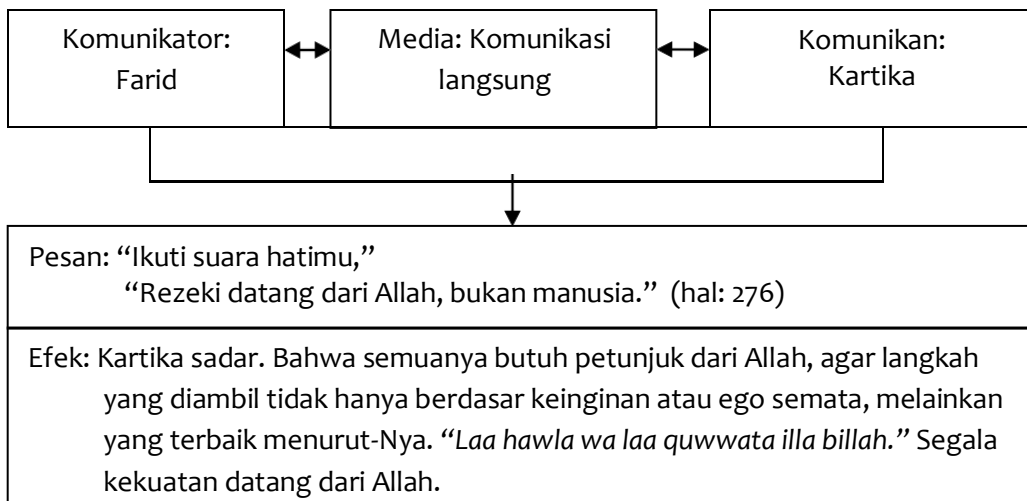 Komunikator:
Farid
Media: Komunikasi
langsung
Komunikan:
Kartika
Pesan: “Ikuti suara hatimu,”
“Rezeki datang dari Allah, bukan manusia.” (hal: 276)
Efek: Kartika sadar. Bahwa semuanya butuh petunjuk dari Allah, agar langkah
yang diambil tidak hanya berdasar keinginan atau ego semata, melainkan
yang terbaik menurut-Nya. “Laa hawla wa laa quwwata illa billah.” Segala
kekuatan datang dari Allah.